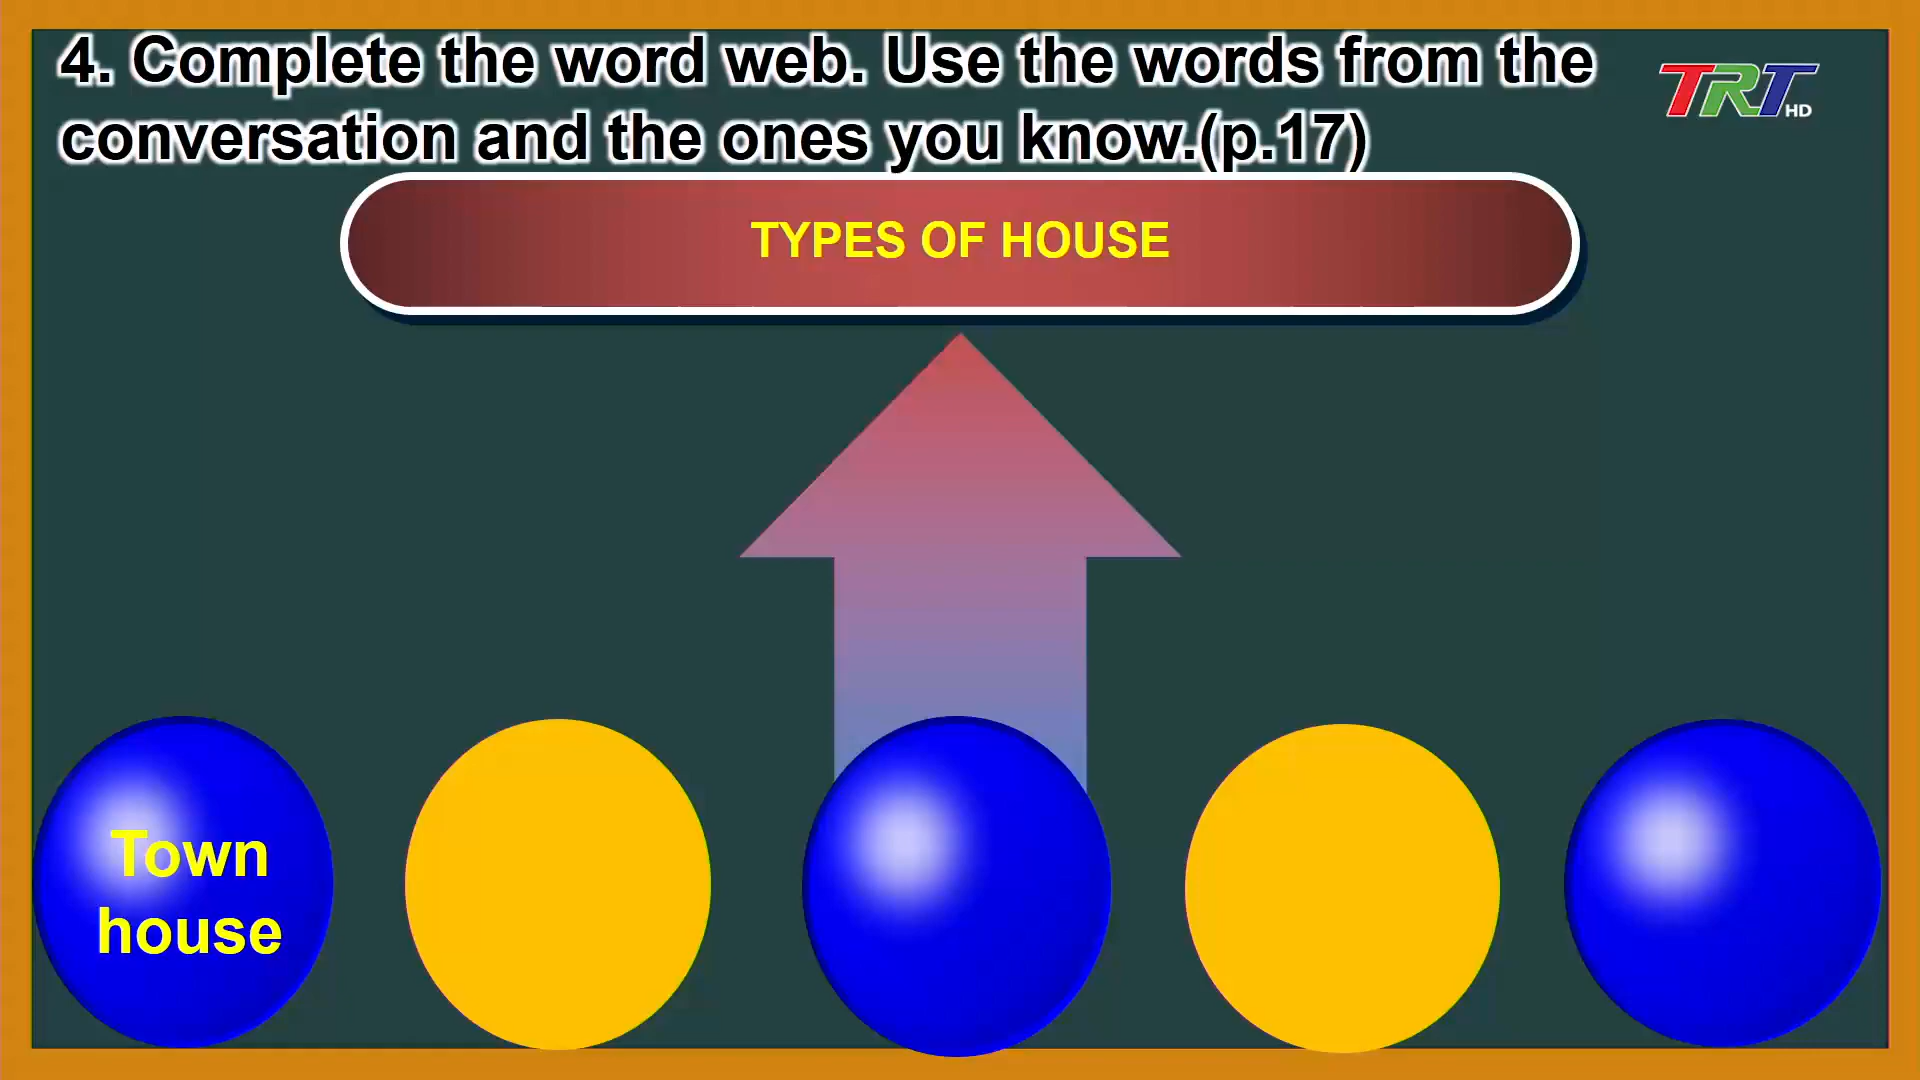 4. Complete the word web. Use the words from the
conversation and the ones you know.(p.17)
TRT HD
TYPES OF HOUSE
Town
house